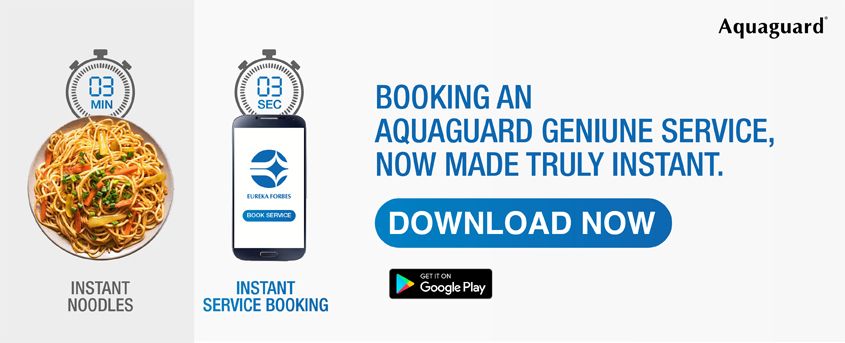 Aquaguard®
03
MIN
INSTANT
NOODLES
03
SEC
EUREKA FORBES
BOOK SERVICE
INSTANT
SERVICE BOOKING
BOOKING AN
AQUAGUARD GENIUNE SERVICE,
NOW MADE TRULY INSTANT.
DOWNLOAD NOW
GET IT ON
Google Play